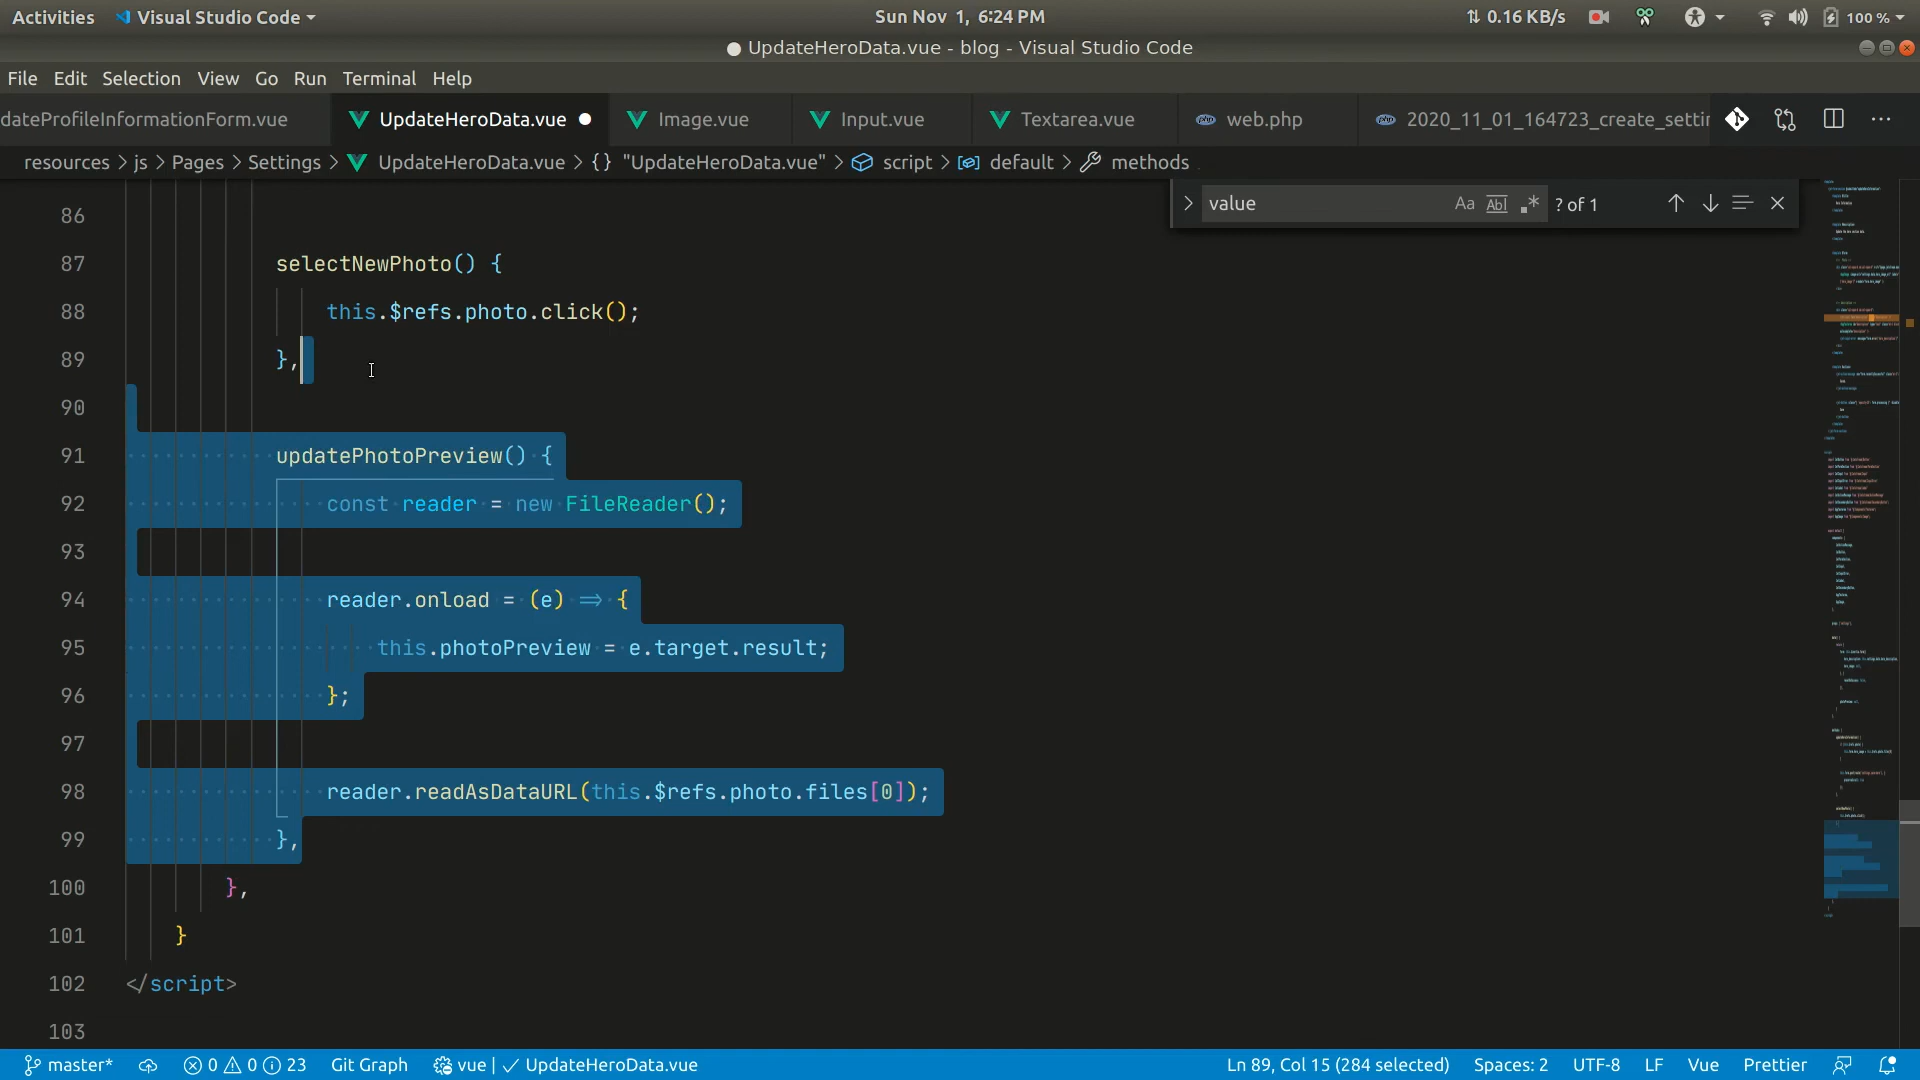 Activities Visual Studio Code Sun Nov 1, 6:24 PM 0.16 KB/s 100 %
● UpdateHeroData.vue - blog - Visual Studio Code
File Edit Selection View Go Run Terminal Help
dateProfileInformationForm.vue UpdateHeroData.vue Image.vue Input.vue Textarea.vue web.php 2020_11_01_164723_create_settin
resources > js > Pages > Settings > UpdateHeroData.vue > {} "UpdateHeroData.vue" > script > default > methods
value Aa Abl .* ? of 1
86
87 selectNewPhoto() {
88 this.$refs.photo.click();
89 },
90
91 updatePhotoPreview() {
92 const reader = new FileReader();
93
94 reader.onload = (e) => {
95 this.photoPreview = e.target.result;
96 };
97
98 reader.readAsDataURL(this.$refs.photo.files[0]);
99 },
100 },
101 }
102 </script>
103
master* 0 0 23 Git Graph vue | ✓ UpdateHeroData.vue Ln 89, Col 15 (284 selected) Spaces: 2 UTF-8 LF Vue Prettier